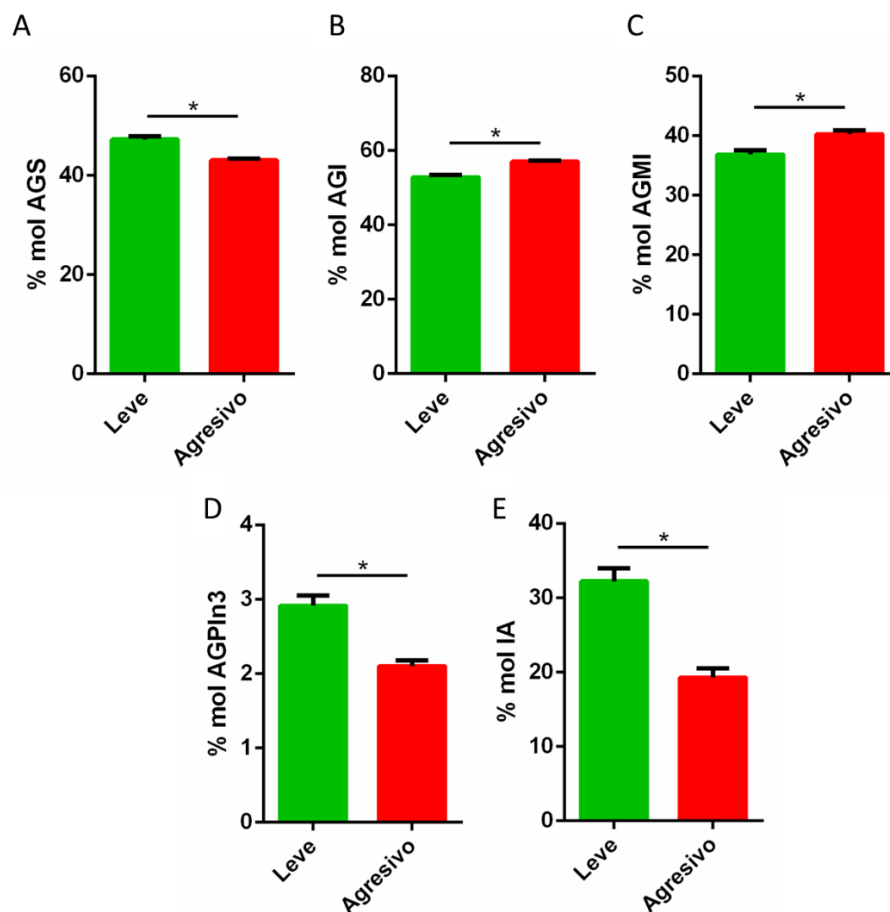 A
% mol AGS
60
40
20
0
*
Leve
Agresivo
B
% mol AGI
80
60
40
20
0
*
Leve
Agresivo
C
% mol AGMI
50
40
30
20
10
0
*
Leve
Agresivo
D
% mol AGPIn3
4
3
2
1
0
*
Leve
Agresivo
E
% mol IA
40
30
20
10
0
*
Leve
Agresivo